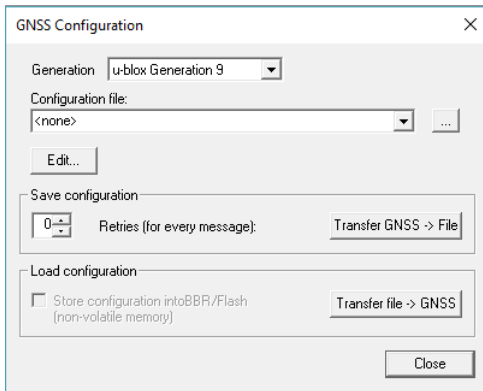 GNSS Configuration
Generation u-blox Generation 9
Configuration file:
<none>
...
Edit...
Save configuration
0 Retries (for every message): Transfer GNSS -> File
Load configuration
Store configuration intoBBR/Flash
(non-volatile memory)
Transfer file -> GNSS
Close